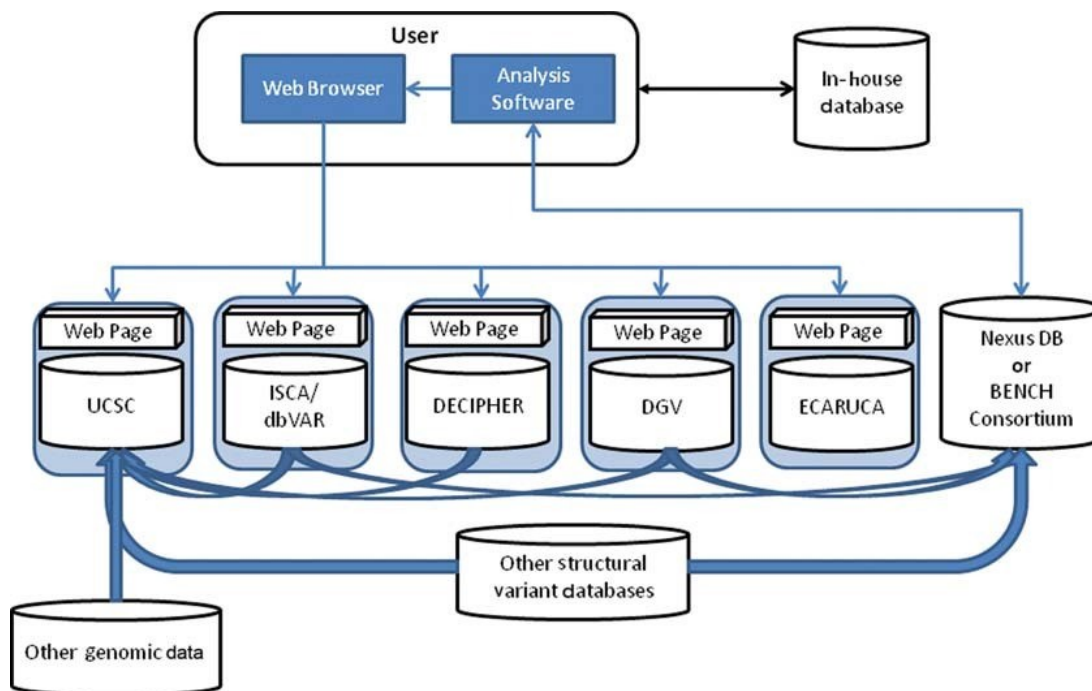 User
Web Browser
Analysis
Software
In-house
database
Web Page
Web Page
Web Page
Web Page
Web Page
UCSC
ISCA/
dbVAR
DECIPHER
DGV
ECARUCA
Nexus DB
or
BENCH
Consortium
Other structural
variant databases
Other genomic data